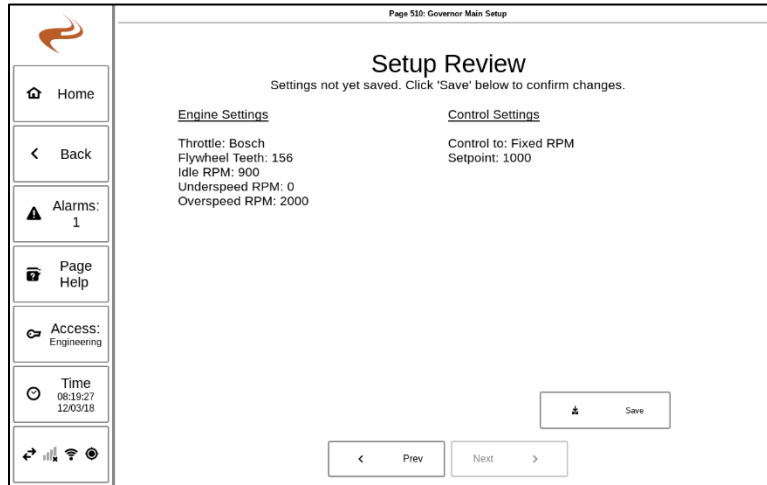 Page 510: Governor Main Setup
Home
Back
Alarms:
1
Page
Help
Access:
Engineering
Time
08:19:27
12/03/18
Setup Review
Settings not yet saved. Click 'Save' below to confirm changes.
Engine Settings
Throttle: Bosch
Flywheel Teeth: 156
Idle RPM: 900
Underspeed RPM: 0
Overspeed RPM: 2000
Control Settings
Control to: Fixed RPM
Setpoint: 1000
Save
Prev
Next